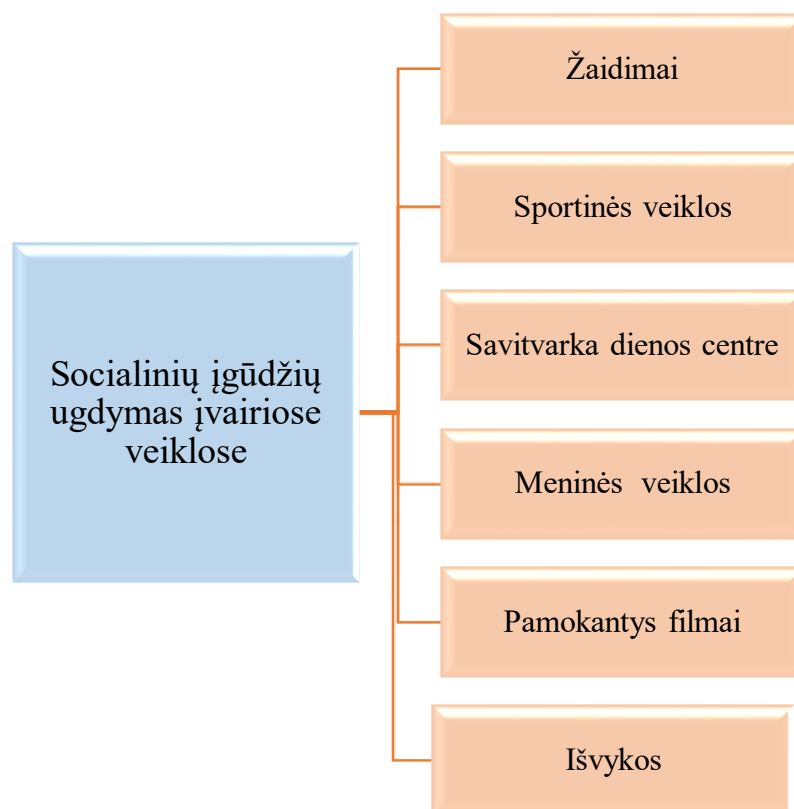 Žaidimai
Sportinės veiklos
Savitvarka dienos centre
Socialinių įgūdžių
ugdymas įvairiose
veiklose
Meninės veiklos
Pamokantys filmai
Išvykos